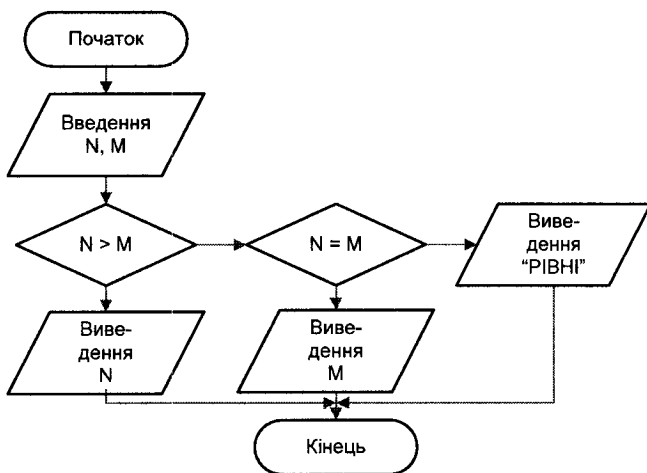 Початок
Введення
N, M
N > M
N = M
Виве-
дення
“РІВНІ”
Виве-
дення
N
Виве-
дення
M
Кінець